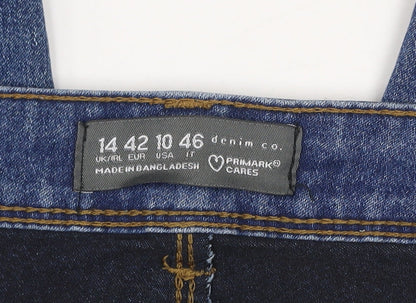 14 42 10 46 denim co.
UK/IRL EUR USA IT PRIMARK®
MADE IN BANGLADESH CARES